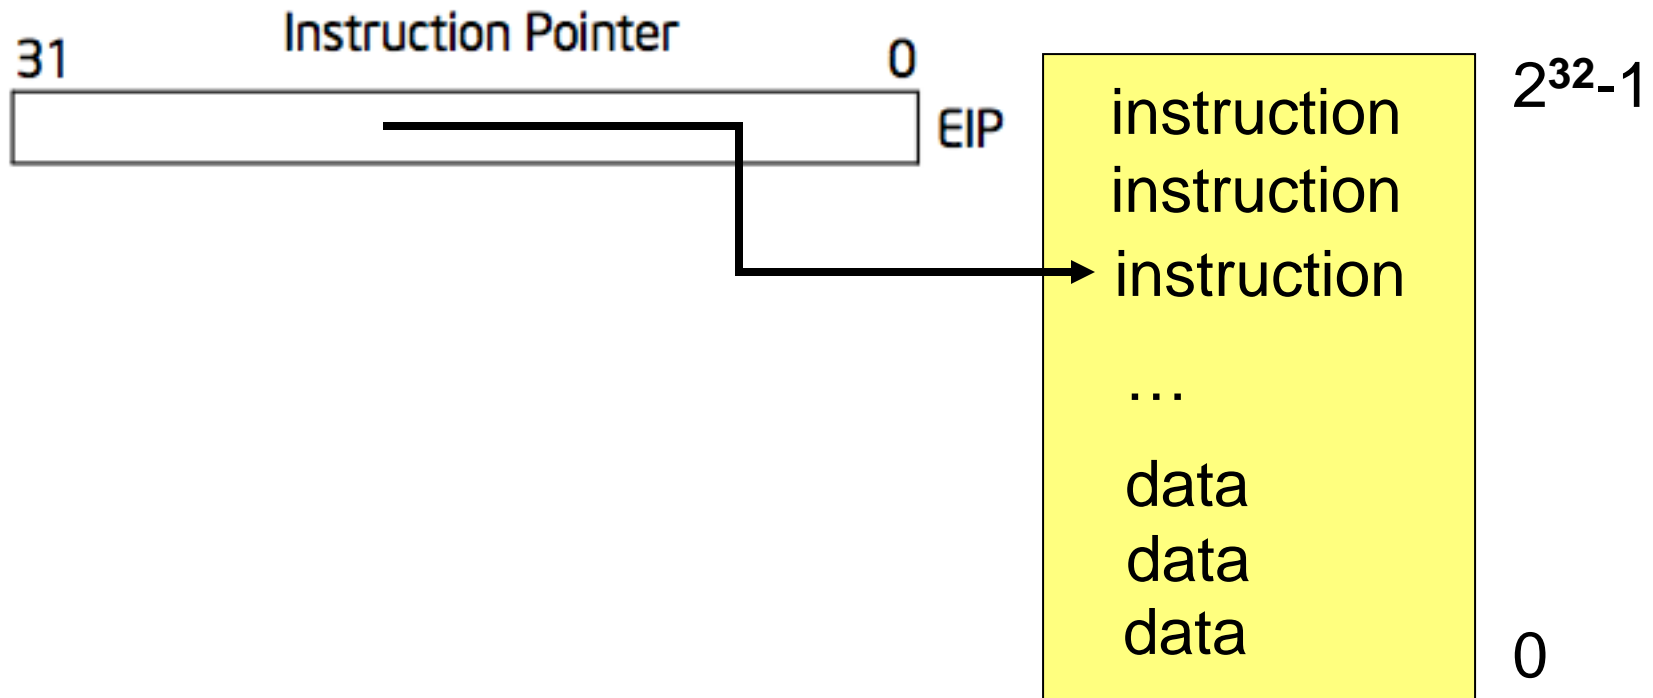 Instruction Pointer
31 0
EIP
instruction
instruction
instruction
…
data
data
data
2³²-1
0